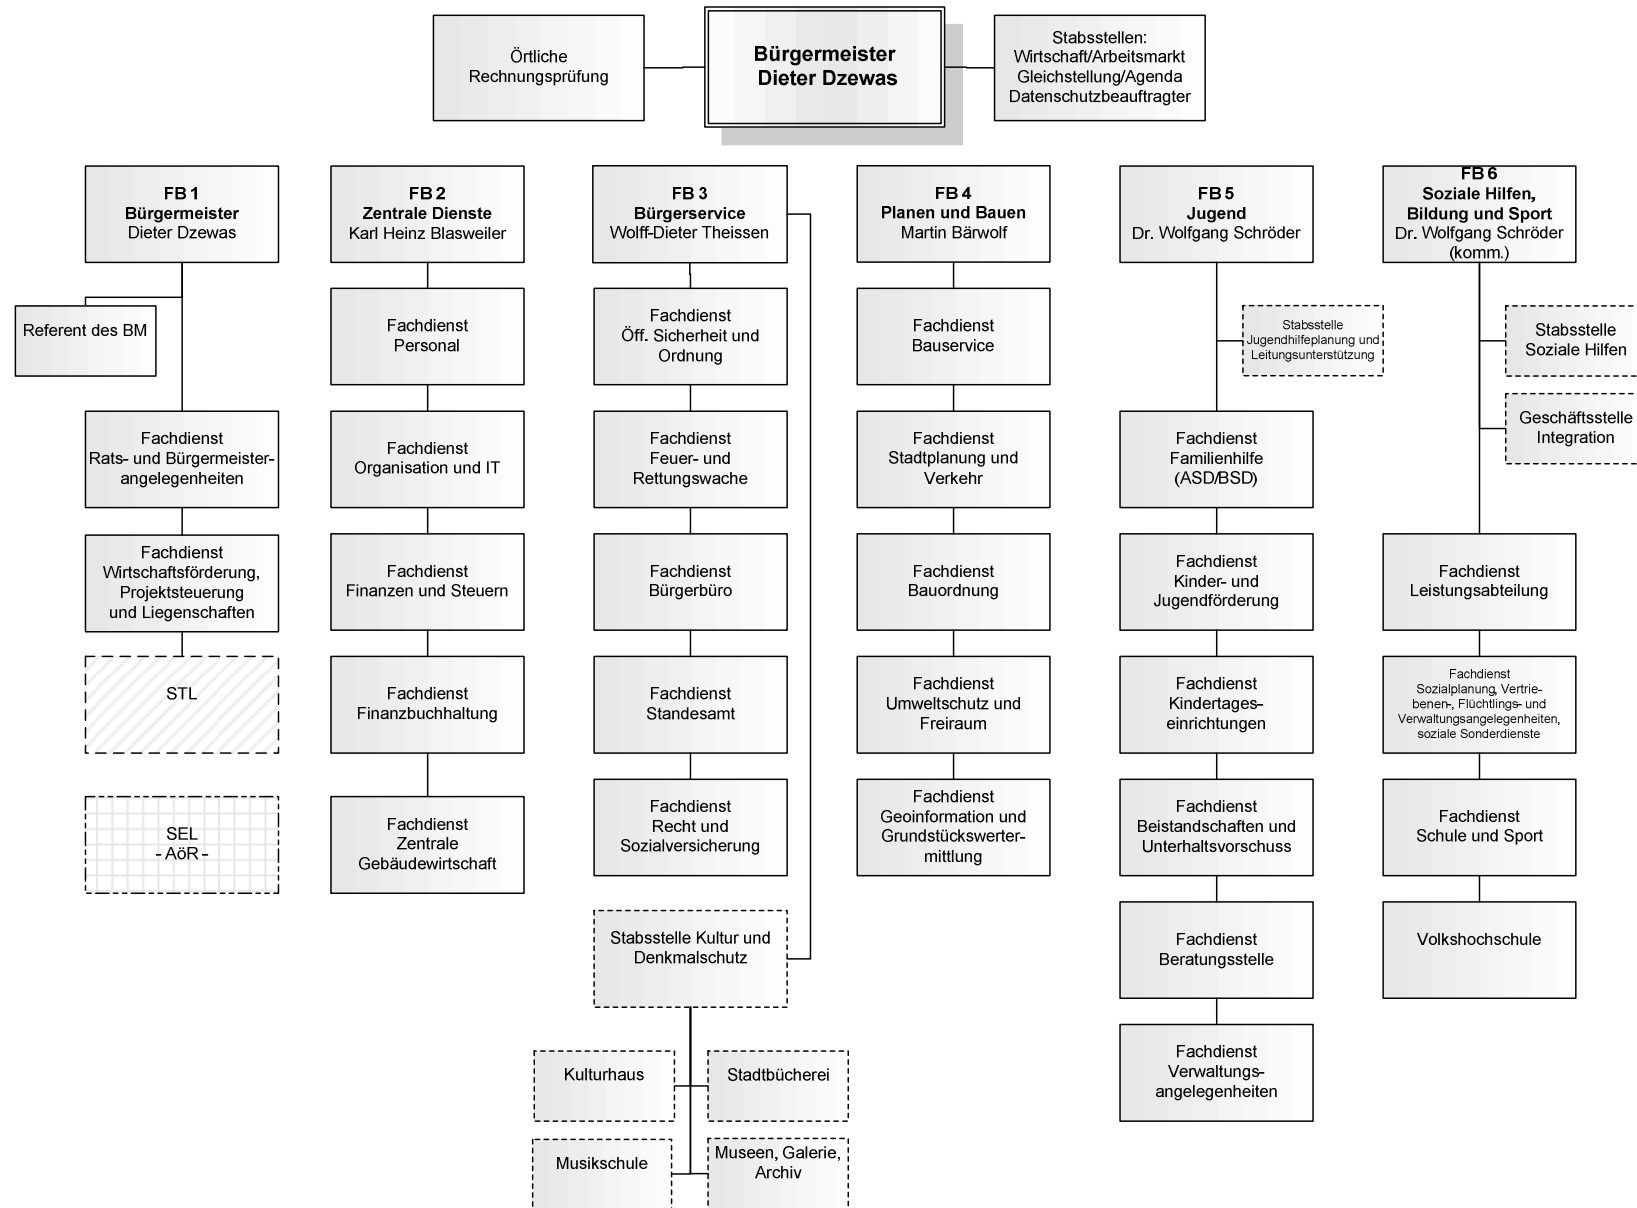 Örtliche
Rechnungsprüfung
Bürgermeister
Dieter Dzewas
Stabsstellen:
Wirtschaft/Arbeitsmarkt
Gleichstellung/Agenda
Datenschutzbeauftragter
FB 1
Bürgermeister
Dieter Dzewas
Referent des BM
Fachdienst
Rats- und Bürgermeister-
angelegenheiten
Fachdienst
Wirtschaftsförderung,
Projektsteuerung
und Liegenschaften
STL
SEL
- AöR -
FB 2
Zentrale Dienste
Karl Heinz Blasweiler
Fachdienst
Personal
Fachdienst
Organisation und IT
Fachdienst
Finanzen und Steuern
Fachdienst
Finanzbuchhaltung
Fachdienst
Zentrale
Gebäudewirtschaft
FB 3
Bürgerservice
Wolff-Dieter Theissen
Fachdienst
Öff. Sicherheit und
Ordnung
Fachdienst
Feuer- und
Rettungswache
Fachdienst
Bürgerbüro
Fachdienst
Standesamt
Fachdienst
Recht und
Sozialversicherung
Stabsstelle Kultur und
Denkmalschutz
Kulturhaus
Stadtbücherei
Musikschule
Museen, Galerie,
Archiv
FB 4
Planen und Bauen
Martin Bärwolf
Fachdienst
Bauservice
Fachdienst
Stadtplanung und
Verkehr
Fachdienst
Bauordnung
Fachdienst
Umweltschutz und
Freiraum
Fachdienst
Geoinformation und
Grundstückswerter-
mittlung
FB 5
Jugend
Dr. Wolfgang Schröder
Stabsstelle
Jugendhilfeplanung und
Leitungsunterstützung
Fachdienst
Familienhilfe
(ASD/BSD)
Fachdienst
Kinder- und
Jugendförderung
Fachdienst
Kindertages-
einrichtungen
Fachdienst
Beistandschaften und
Unterhaltsvorschuss
Fachdienst
Beratungsstelle
Fachdienst
Verwaltungs-
angelegenheiten
FB 6
Soziale Hilfen,
Bildung und Sport
Dr. Wolfgang Schröder
(komm.)
Stabsstelle
Soziale Hilfen
Geschäftsstelle
Integration
Fachdienst
Leistungsabteilung
Fachdienst
Sozialplanung, Vertrie-
benen-, Flüchtlings- und
Verwaltungsangelegenheiten,
soziale Sonderdienste
Fachdienst
Schule und Sport
Volkshochschule